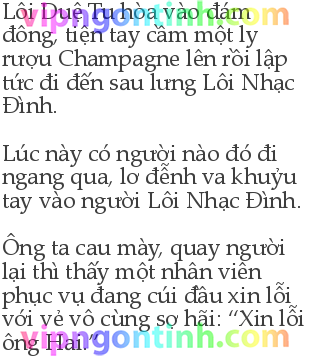 Lôi Duệ Tu hòa vào đám
đông, tiện tay cầm một ly
rượu Champagne lên rồi lập
tức đi đến sau lưng Lôi Nhạc
Đình.
Lúc này có người nào đó đi
ngang qua, lơ đễnh va khuỷu
tay vào người Lôi Nhạc Đình.
Ông ta cau mày, quay người
lại thì thấy một nhân viên
phục vụ đang cúi đầu xin lỗi
với vẻ vô cùng sợ hãi: “Xin lỗi
ông Hai.”
vipngontinh.com
vipngontinh.com